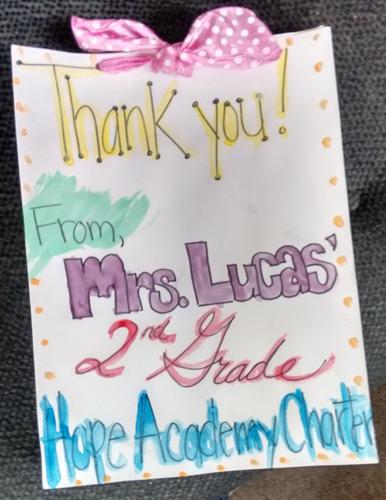 Thank you!
From,
Mrs. Lucas'
2nd Grade
Hope Academy Charter